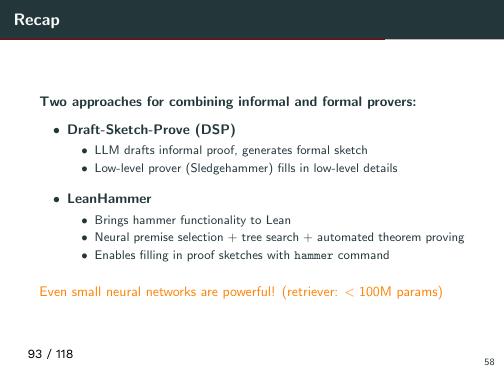 Recap
Two approaches for combining informal and formal provers:
• Draft-Sketch-Prove (DSP)
• LLM drafts informal proof, generates formal sketch
• Low-level prover (Sledgehammer) fills in low-level details
• LeanHammer
• Brings hammer functionality to Lean
• Neural premise selection + tree search + automated theorem proving
• Enables filling in proof sketches with hammer command
Even small neural networks are powerful! (retriever: < 100M params)
93 / 118
58